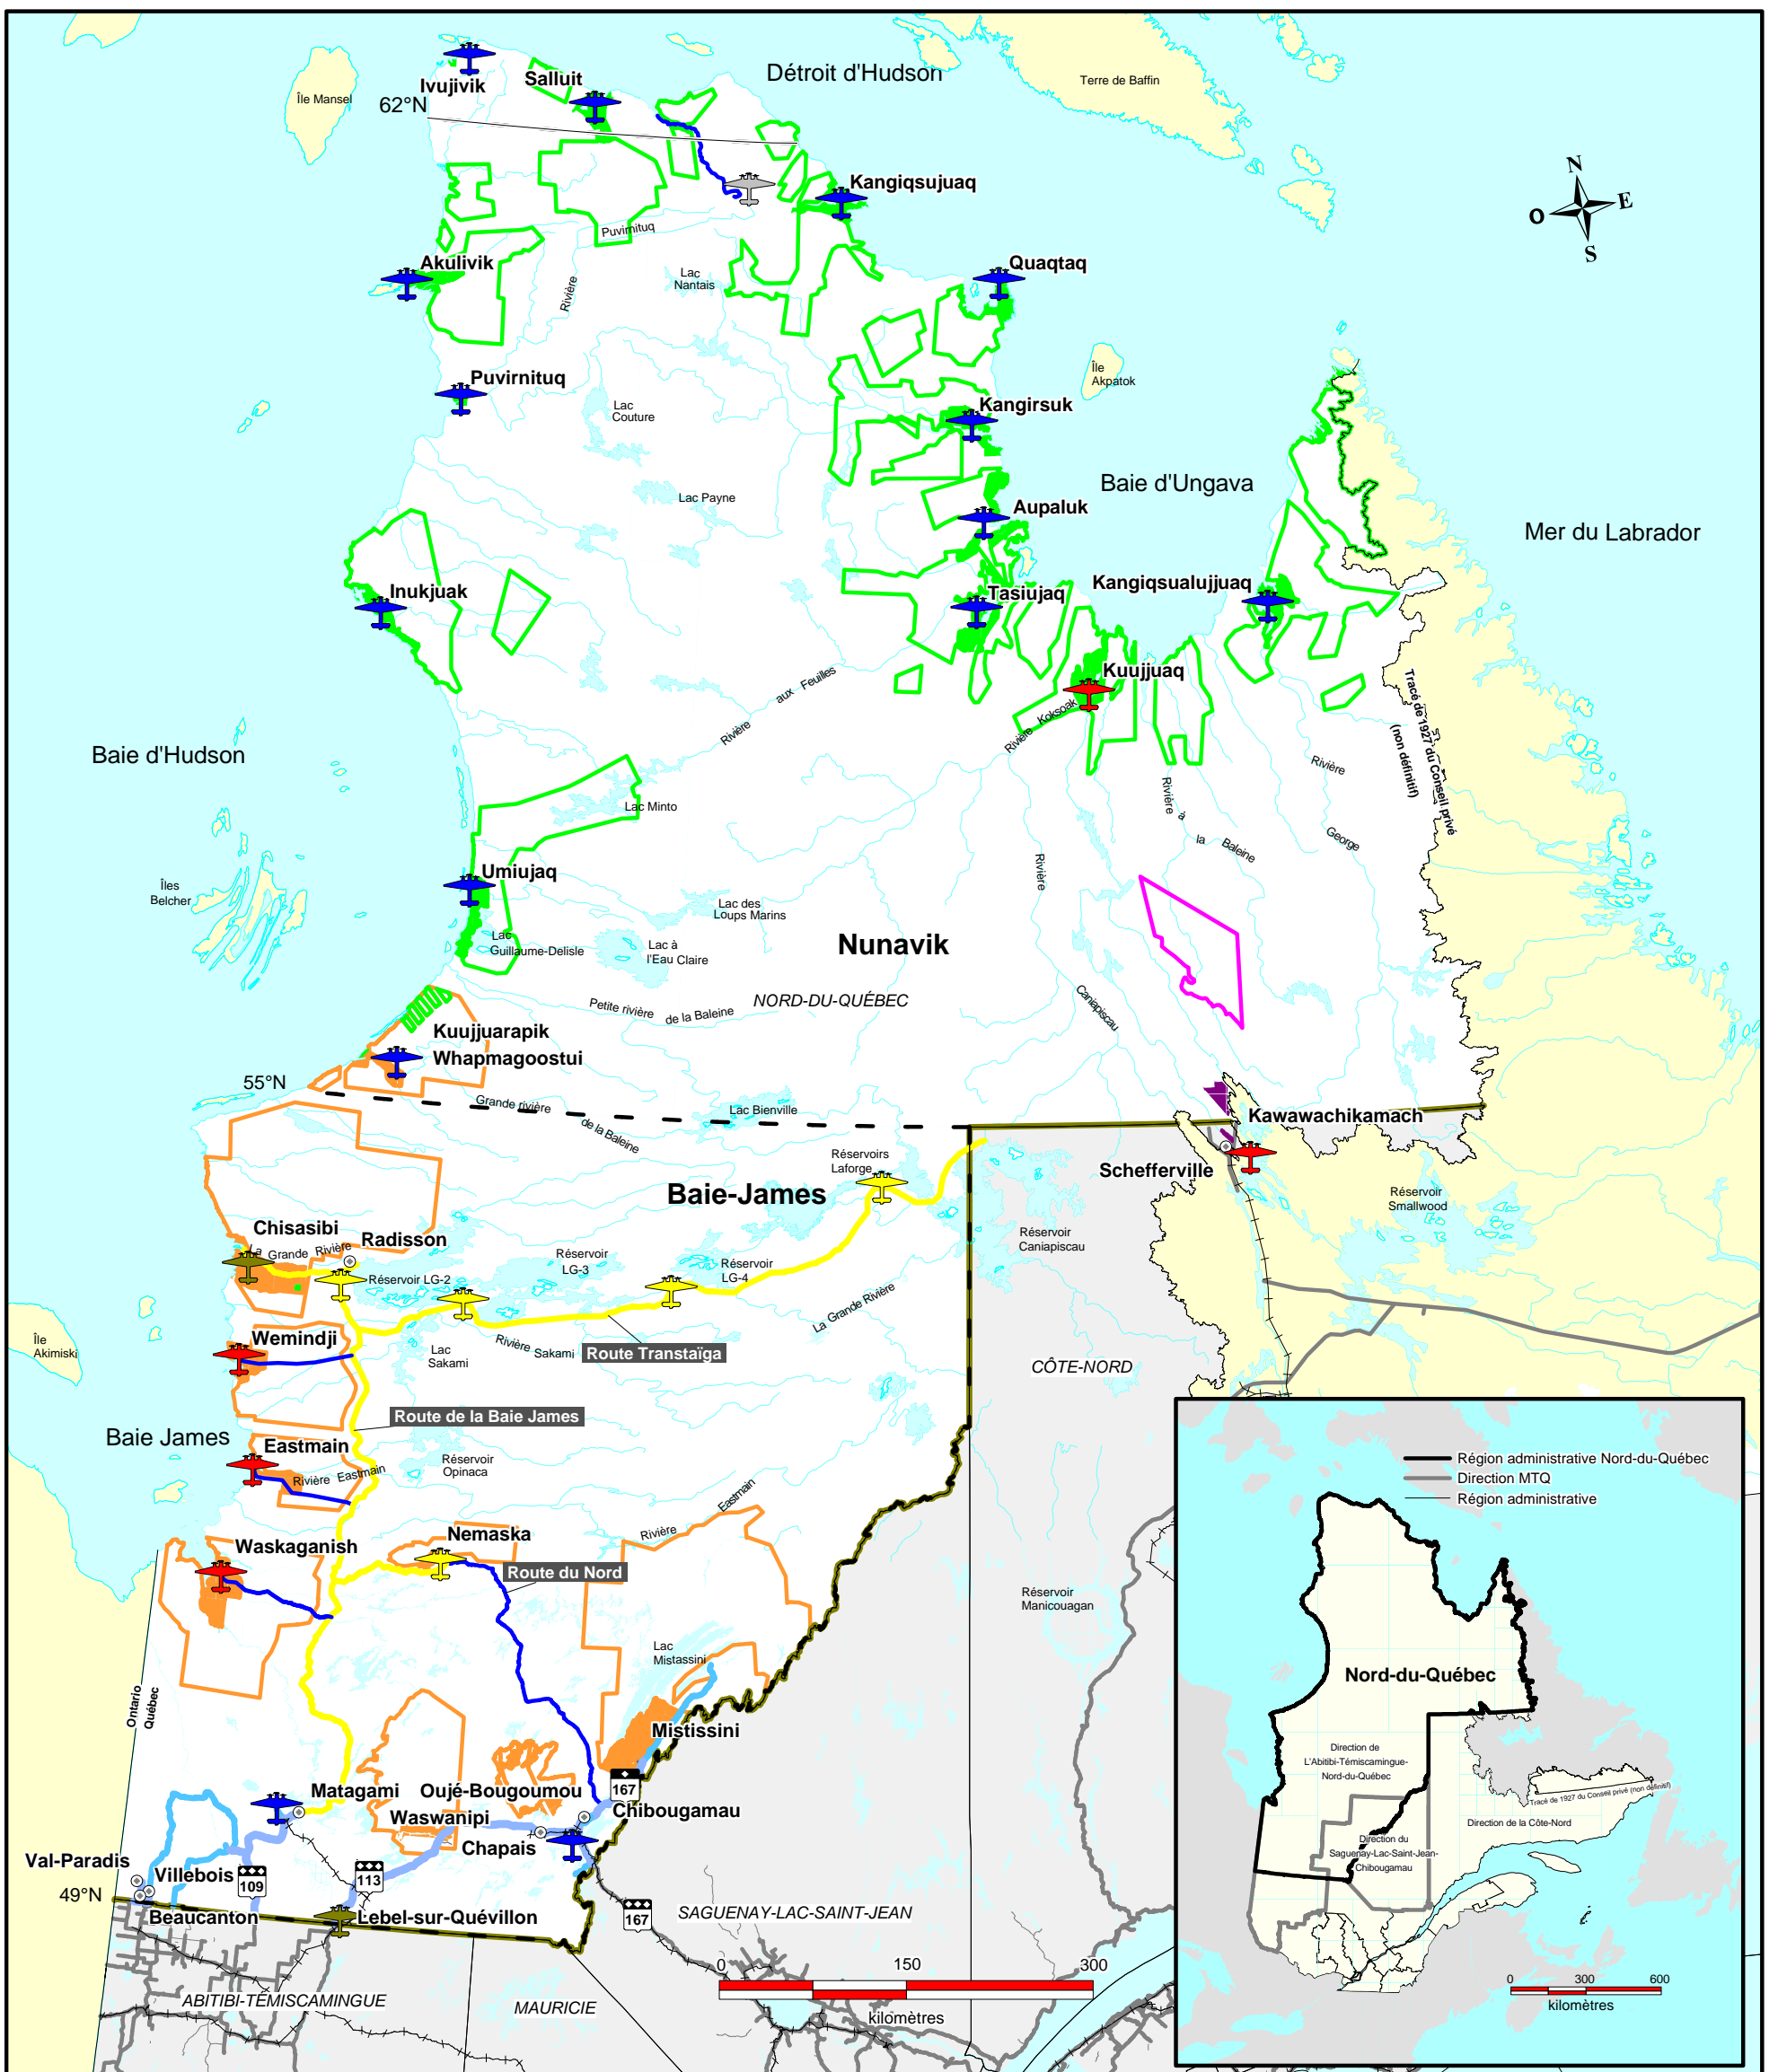 Détroit d'Hudson
Terre de Baffin
Île Mansel
Ivujivik
Salluit
62°N
N
E
O
S
Kangiqsujuaq
Puvirnituq
Rivière
Akulivik
Lac
Nantais
Quaqtaq
Île
Akpatok
Puvirnituq
Lac
Couture
Kangirsuk
Baie d'Ungava
Lac Payne
Aupaluk
Mer du Labrador
Inukjuak
Tasiujaq
Kangiqsualujjuaq
Kuujjuaq
Rivière
aux
Feuilles
Rivière
Koksoak
Tracé de 1927 du Conseil privé
(non définitif)
Baie d'Hudson
Rivière
George
Rivière
à
la
Baleine
Lac Minto
Rivière
Caniapiscau
Umiujaq
Îles
Belcher
Lac des
Loups Marins
Lac
Guillaume-Delisle
Lac à
l'Eau Claire
Nunavik
NORD-DU-QUÉBEC
Petite rivière
de la Baleine
Kuujjuarapik
Whapmagoostui
55°N
Grande rivière
de la Baleine
Lac Bienville
Kawawachikamach
Schefferville
Réservoirs
Laforge
Baie-James
Réservoir
Smallwood
Réservoir
Caniapiscau
Chisasibi
La Grande Rivière
Radisson
Réservoir LG-2
Réservoir
LG-3
Réservoir
LG-4
La Grande Rivière
Île
Akimiski
Wemindji
Lac
Sakami
Rivière Sakami
Route Transtaïga
CÔTE-NORD
Route de la Baie James
Baie James
Eastmain
Rivière Eastmain
Réservoir
Opinaca
Rivière
Eastmain
Waskaganish
Nemaska
Route du Nord
Réservoir
Manicouagan
Lac
Mistassini
Ontario
Québec
Mistissini
167
Matagami
Oujé-Bougoumou
Chibougamau
Waswanipi
Chapais
Val-Paradis
Villebois
109
113
49°N
Beaucanton
Lebel-sur-Quévillon
167
SAGUENAY-LAC-SAINT-JEAN
ABITIBI-TÉMISCAMINGUE
MAURICIE
0 150 300
kilomètres
Région administrative Nord-du-Québec
Direction MTQ
Région administrative
Nord-du-Québec
Direction de
L'Abitibi-Témiscamingue-
Nord-du-Québec
Tracé de 1927 du Conseil privé (non définitif)
Direction de la Côte-Nord
Direction du
Saguenay-Lac-Saint-Jean-
Chibougamau
0 300 600
kilomètres